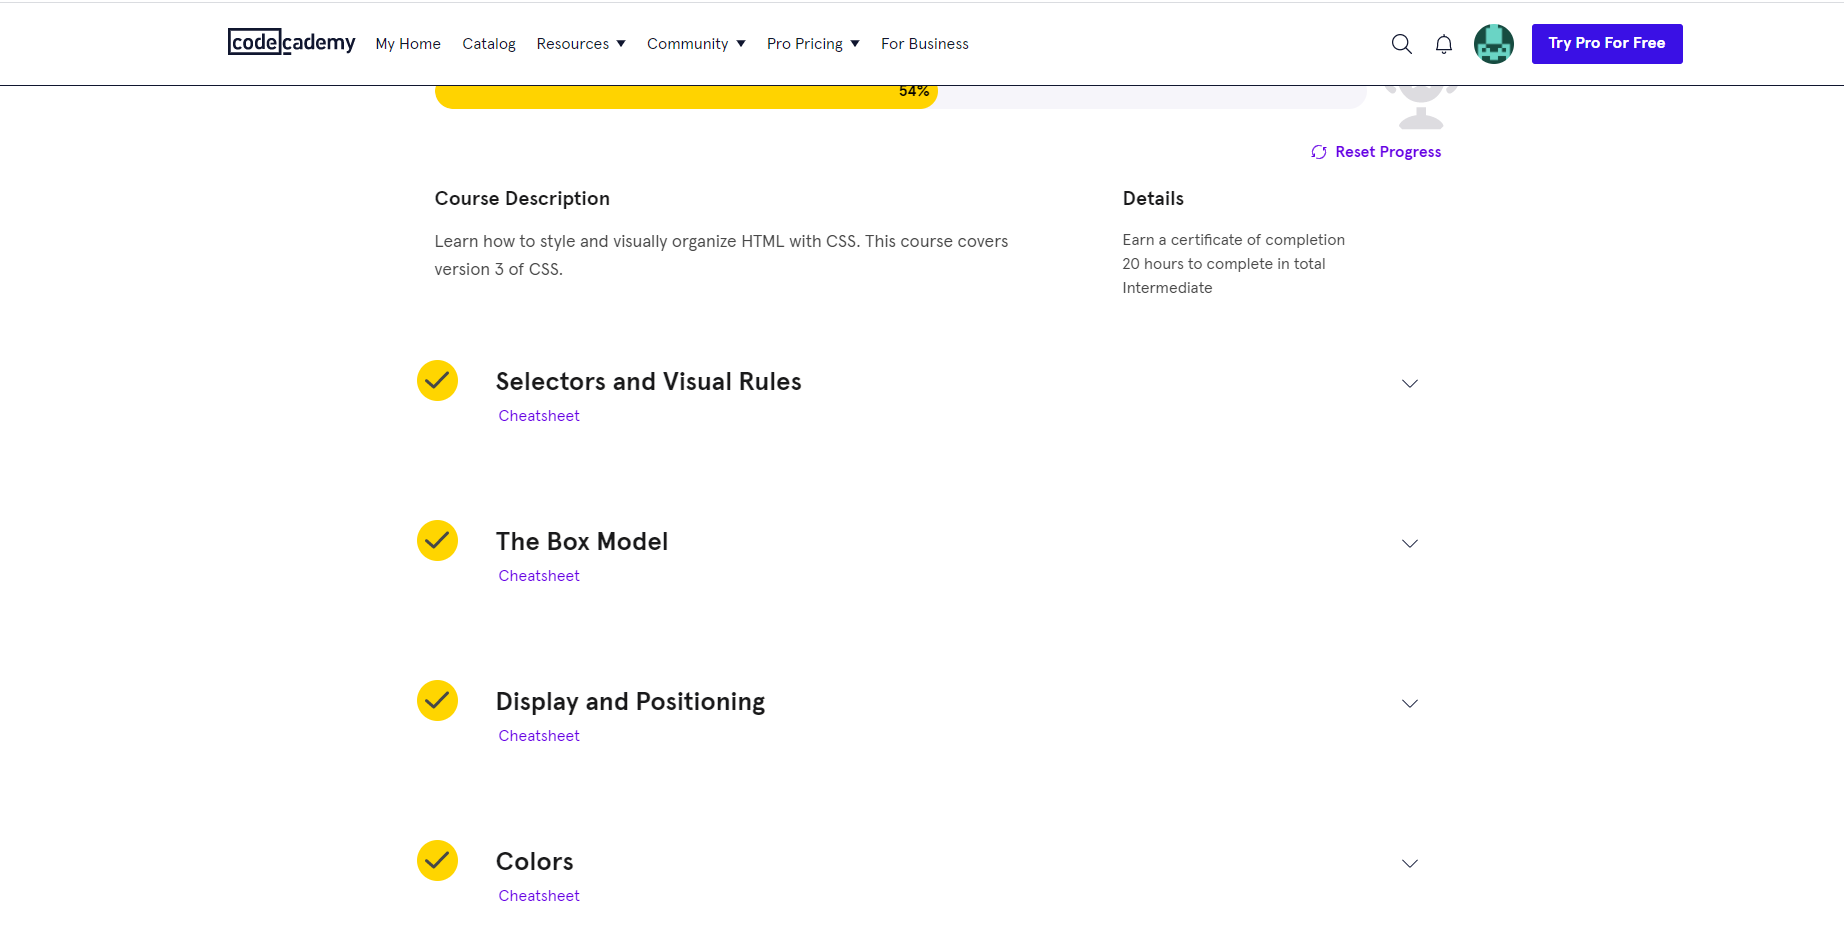 codecademy My Home Catalog Resources Community Pro Pricing For Business Try Pro For Free
54%
Reset Progress
Course Description
Learn how to style and visually organize HTML with CSS. This course covers
version 3 of CSS.
Details
Earn a certificate of completion
20 hours to complete in total
Intermediate
Selectors and Visual Rules
Cheatsheet
The Box Model
Cheatsheet
Display and Positioning
Cheatsheet
Colors
Cheatsheet